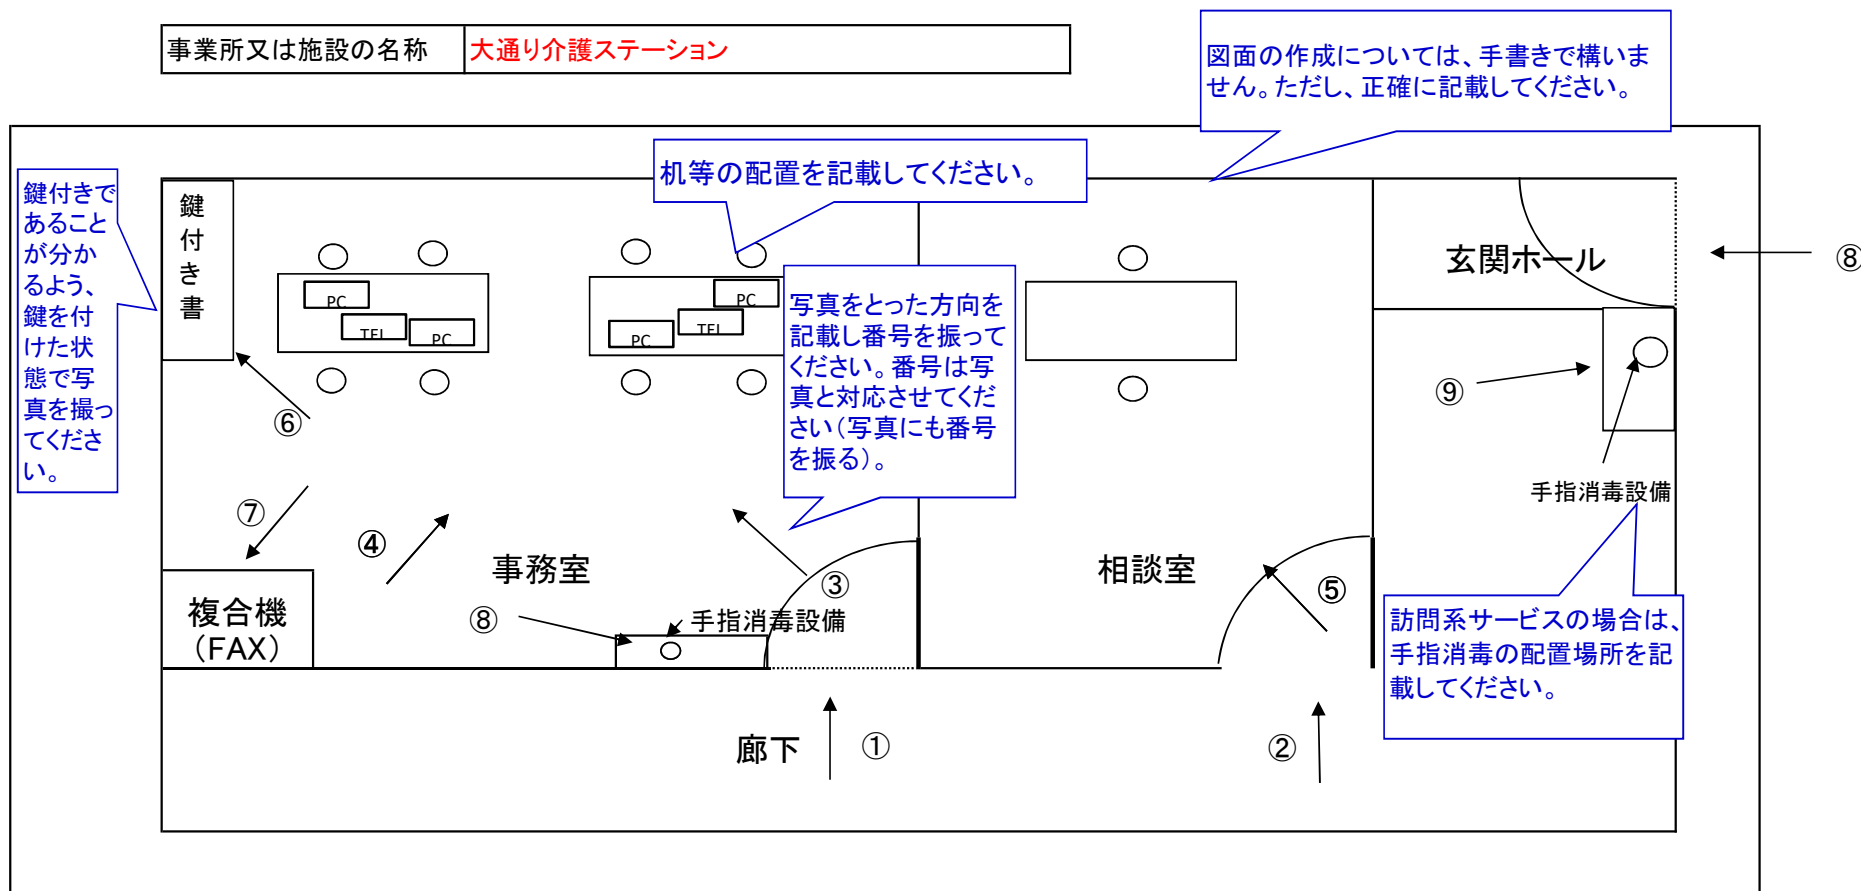 事業所又は施設の名称
大通り介護ステーション
図面の作成については、手書きで構いま
せん。ただし、正確に記載してください。
机等の配置を記載してください。
鍵付きで
あること
が分か
るよう、
鍵を付
けた状
態で写
真を撮っ
てくださ
い。
鍵
付
き
書
PC
TEL
PC
PC
TEL
PC
写真をとった方向を
記載し番号を振って
ください。番号は写
真と対応させてくだ
さい（写真にも番号
を振る）。
玄関ホール
⑧
⑨
手指消毒設備
⑥
⑦
④
事務室
③
相談室
⑤
複合機
（FAX）
⑧
手指消毒設備
訪問系サービスの場合は、
手指消毒の配置場所を記
載してください。
廊下
①
②